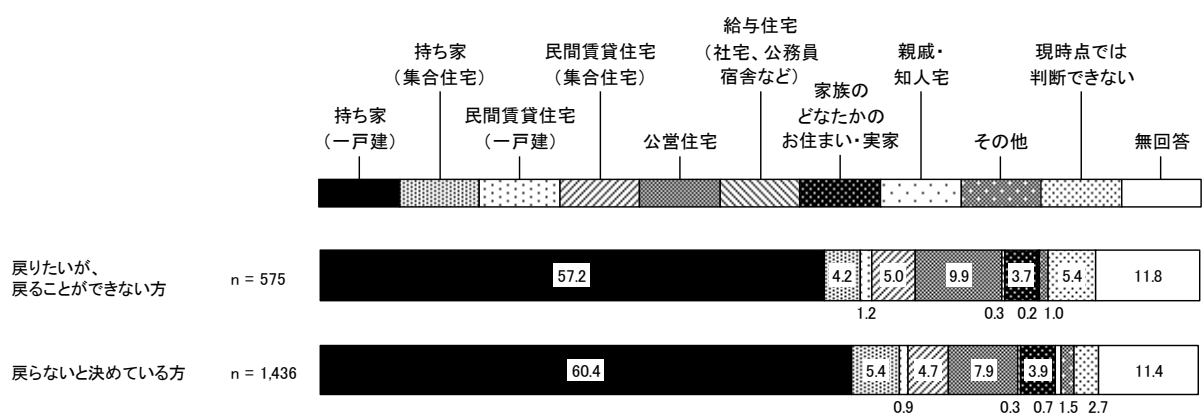 持ち家
（一戸建）
持ち家
（集合住宅）
民間賃貸住宅
（一戸建）
民間賃貸住宅
（集合住宅）
公営住宅
給与住宅
（社宅、公務員
宿舎など）
家族の
どなたかの
お住まい・実家
親戚・
知人宅
その他
現時点では
判断できない
無回答
戻りたいが、
戻ることができない方
n = 575
57.2
4.2
1.2
5.0
9.9
0.3
3.7
0.2
1.0
5.4
11.8
戻らないと決めている方
n = 1,436
60.4
5.4
0.9
4.7
7.9
0.3
3.9
0.7
1.5
2.7
11.4